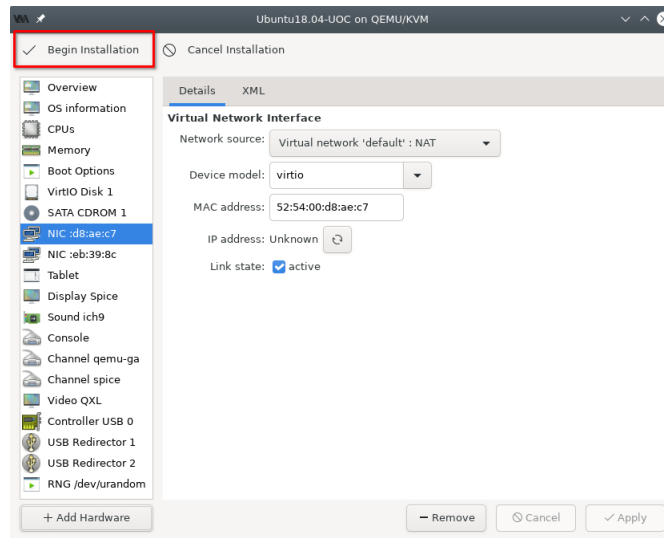 Ubuntu18.04-UOC on QEMU/KVM
Begin Installation
Cancel Installation
Overview
OS information
CPUs
Memory
Boot Options
VirtIO Disk 1
SATA CDROM 1
NIC :d8:ae:c7
NIC :eb:39:8c
Tablet
Display Spice
Sound ich9
Console
Channel qemu-ga
Channel spice
Video QXL
Controller USB 0
USB Redirector 1
USB Redirector 2
RNG /dev/urandom
+ Add Hardware
Details XML
Virtual Network Interface
Network source: Virtual network 'default' : NAT
Device model: virtio
MAC address: 52:54:00:d8:ae:c7
IP address: Unknown
Link state: active
Remove Cancel Apply